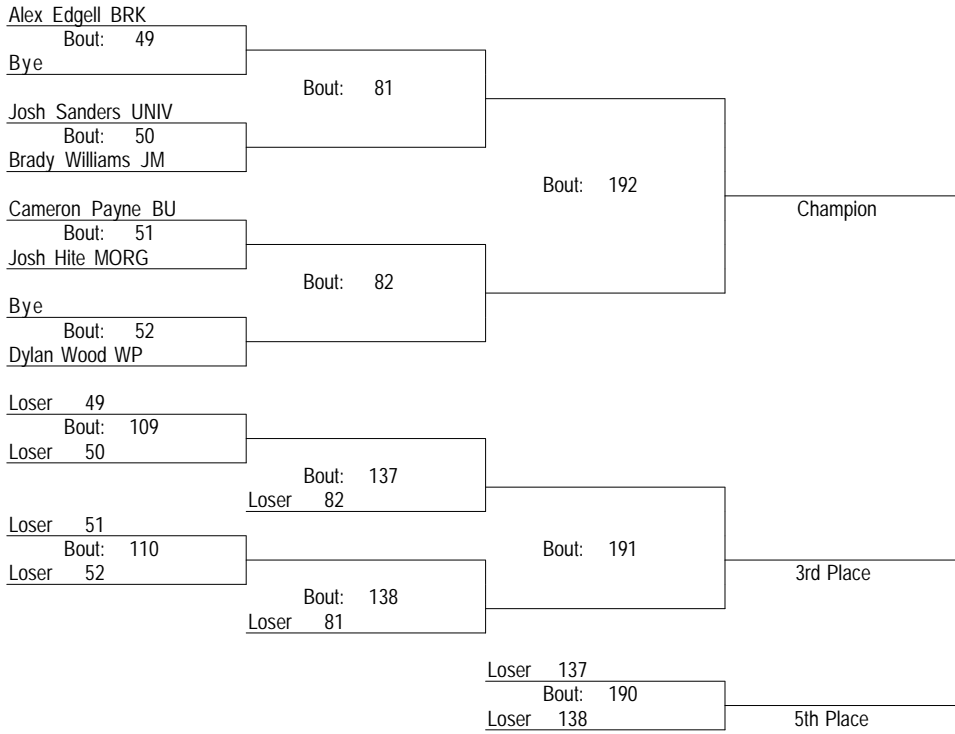 Alex Edgell BRK
Bout: 49
Bye
Bout: 81
Josh Sanders UNIV
Bout: 50
Brady Williams JM
Bout: 192
Cameron Payne BU
Champion
Bout: 51
Josh Hite MORG
Bout: 82
Bye
Bout: 52
Dylan Wood WP
Loser 49
Bout: 109
Loser 50
Bout: 137
Loser 82
Loser 51
Bout: 110
Bout: 191
Loser 52
3rd Place
Bout: 138
Loser 81
Loser 137
Bout: 190
Loser 138
5th Place